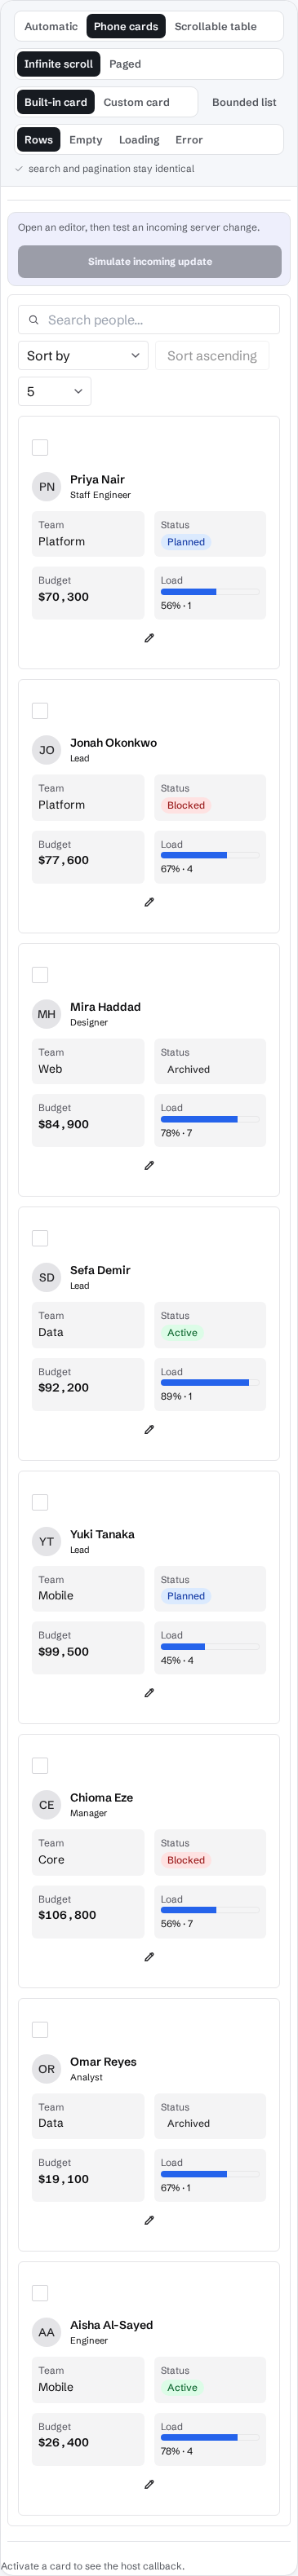 Automatic Phone cards Scrollable table
Infinite scroll Paged
Built-in card Custom card Bounded list
Rows Empty Loading Error
search and pagination stay identical
Open an editor, then test an incoming server change.
Simulate incoming update
Search people...
Sort by Sort ascending
5
PN Priya Nair
Staff Engineer
Team Status
Platform Planned
Budget Load
$70,300
56% · 1
JO Jonah Okonkwo
Lead
Team Status
Platform Blocked
Budget Load
$77,600
67% · 4
MH Mira Haddad
Designer
Team Status
Web Archived
Budget Load
$84,900
78% · 7
SD Sefa Demir
Lead
Team Status
Data Active
Budget Load
$92,200
89% · 1
YT Yuki Tanaka
Lead
Team Status
Mobile Planned
Budget Load
$99,500
45% · 4
CE Chioma Eze
Manager
Team Status
Core Blocked
Budget Load
$106,800
56% · 7
OR Omar Reyes
Analyst
Team Status
Data Archived
Budget Load
$19,100
67% · 1
AA Aisha Al-Sayed
Engineer
Team Status
Mobile Active
Budget Load
$26,400
78% · 4
Activate a card to see the host callback.